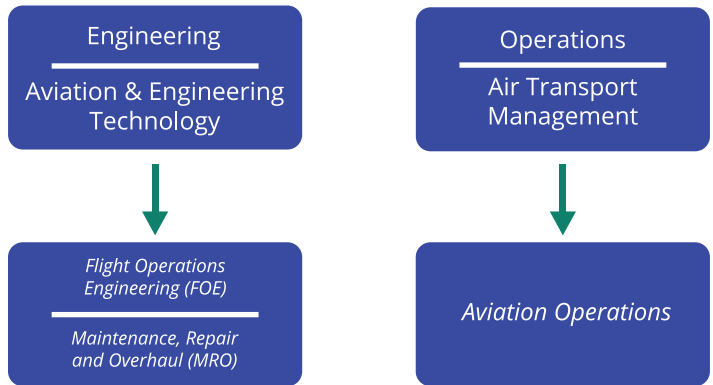 Engineering
Aviation & Engineering
Technology
Operations
Air Transport
Management
Flight Operations
Engineering (FOE)
Maintenance, Repair
and Overhaul (MRO)
Aviation Operations